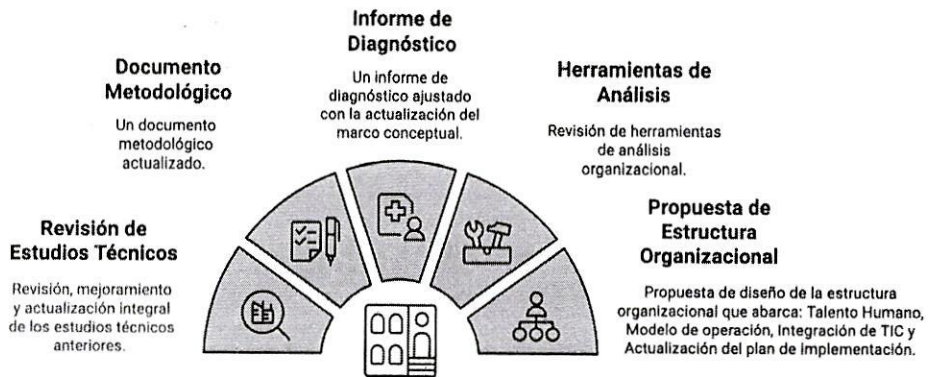 Revisión de
Estudios Técnicos
Revisión, mejoramiento
y actualización integral
de los estudios técnicos
anteriores.
Documento
Metodológico
Un documento
metodológico
actualizado.
Informe de
Diagnóstico
Un informe de
diagnóstico ajustado
con la actualización del
marco conceptual.
Herramientas de
Análisis
Revisión de herramientas
de análisis
organizacional.
Propuesta de
Estructura
Organizacional
Propuesta de diseño de la estructura
organizacional que abarca: Talento Humano,
Modelo de operación, Integración de TIC y
Actualización del plan de implementación.